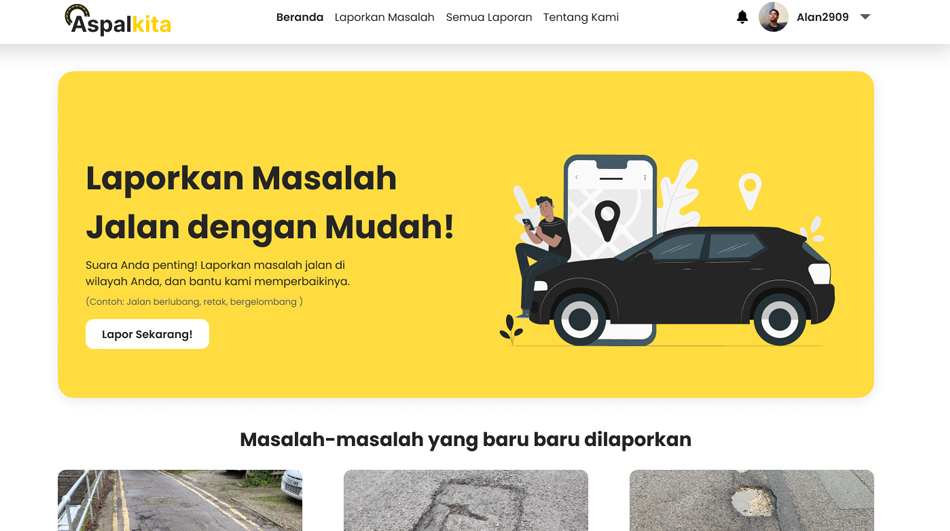 Aspalkita
Beranda Laporkan Masalah Semua Laporan Tentang Kami
Alan2909
Laporkan Masalah
Jalan dengan Mudah!
Suara Anda penting! Laporkan masalah jalan di
wilayah Anda, dan bantu kami memperbaikinya.
(Contoh: Jalan berlubang, retak, bergelombang )
Lapor Sekarang!
Masalah-masalah yang baru baru dilaporkan